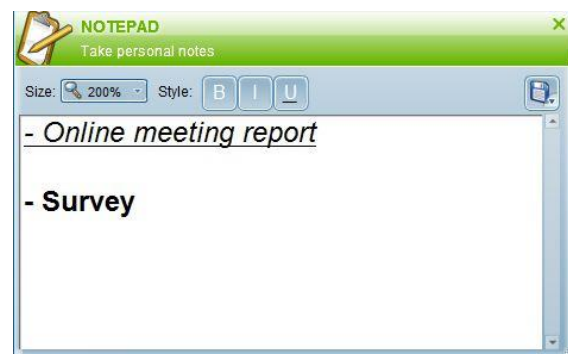 NOTEPAD
Take personal notes
Size: 200% Style: B I U
- Online meeting report
- Survey